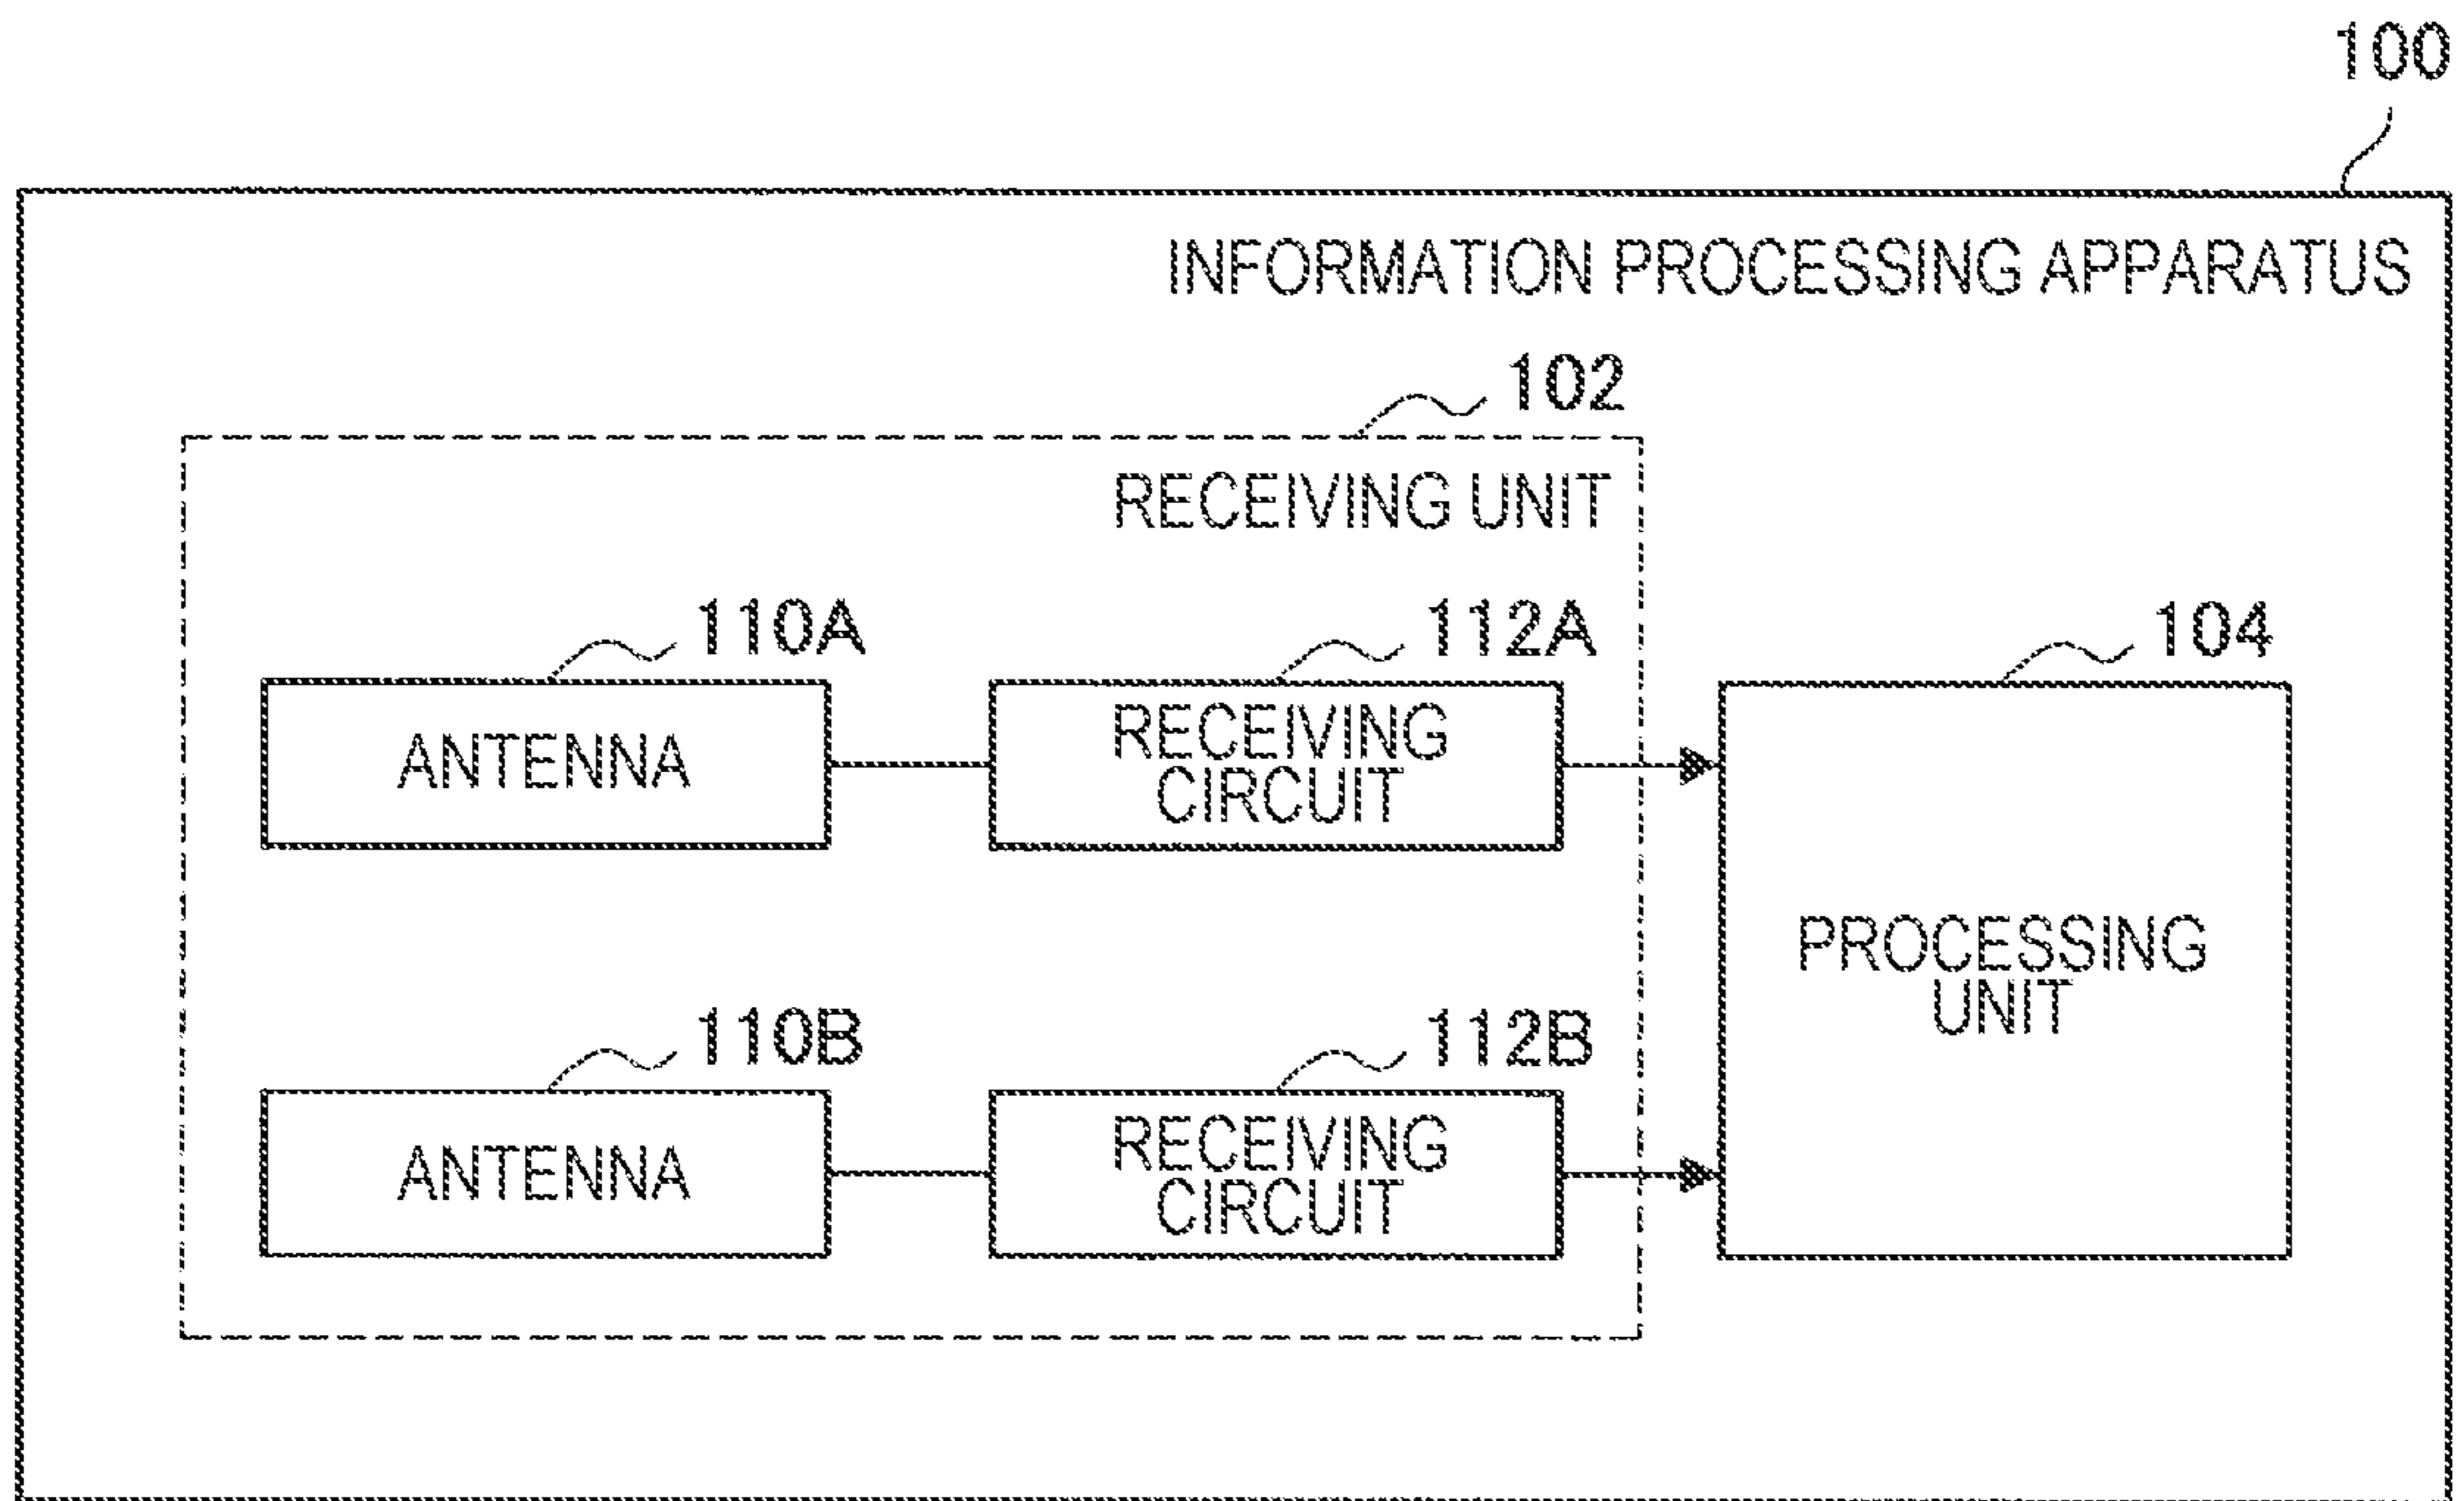 100
INFORMATION PROCESSING APPARATUS
102
RECEIVING UNIT
110A
112A
104
ANTENNA
RECEIVING
CIRCUIT
PROCESSING
UNIT
110B
112B
ANTENNA
RECEIVING
CIRCUIT